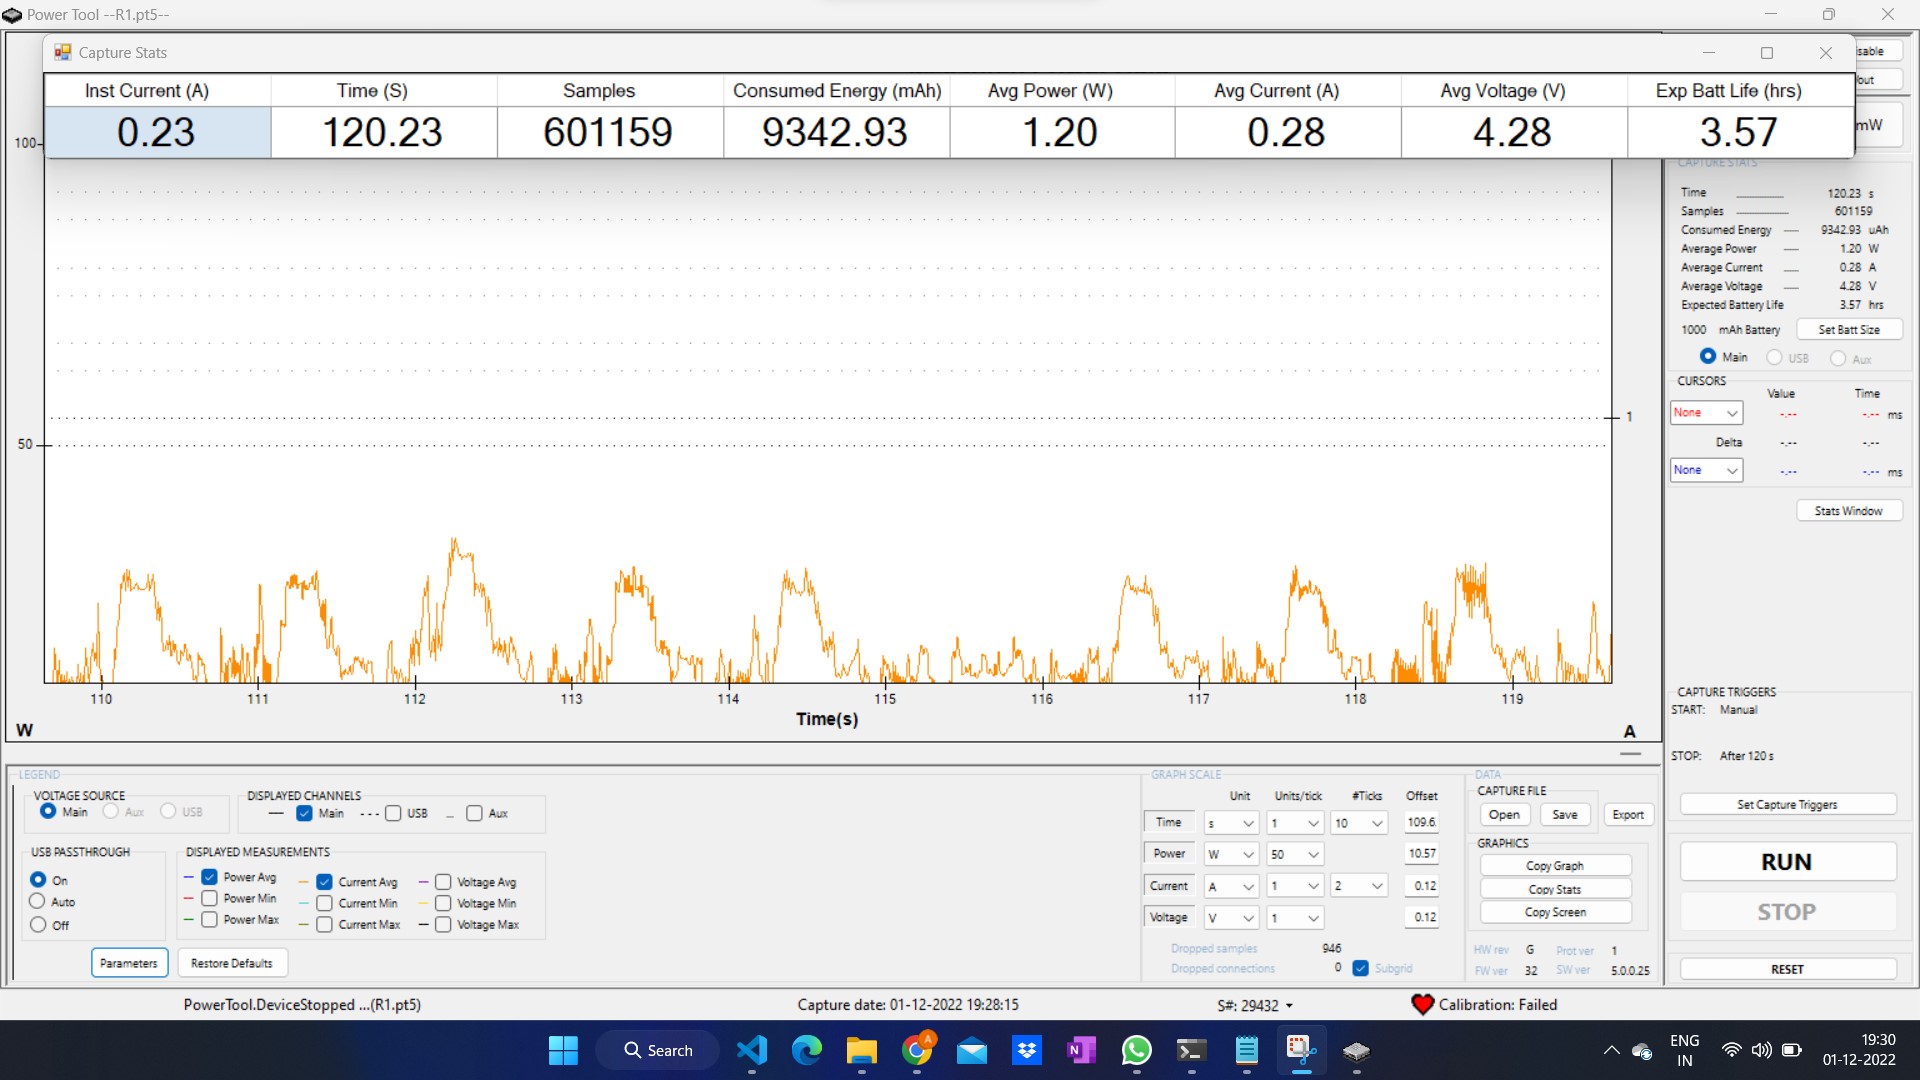 Power Tool --R1.pt5--
Capture Stats
Inst Current (A) Time (S) Samples Consumed Energy (mAh) Avg Power (W) Avg Current (A) Avg Voltage (V) Exp Batt Life (hrs)
0.23 120.23 601159 9342.93 1.20 0.28 4.28 3.57
100
50
1
110 111 112 113 114 115 116 117 118 119
Time(s)
W
A
mW
CAPTURE STATS
Time 120.23 s
Samples 601159
Consumed Energy 9342.93 uAh
Average Power 1.20 W
Average Current 0.28 A
Average Voltage 4.28 V
Expected Battery Life 3.57 hrs
1000 mAh Battery Set Batt Size
Main USB Aux
CURSORS
Value Time
None -.-- -.-- ms
Delta -.-- -.--
None -.-- -.-- ms
Stats Window
CAPTURE TRIGGERS
START: Manual
STOP: After 120 s
Set Capture Triggers
RUN
STOP
RESET
LEGEND
VOLTAGE SOURCE
Main Aux USB
DISPLAYED CHANNELS
Main USB Aux
USB PASSTHROUGH
On
Auto
Off
DISPLAYED MEASUREMENTS
Power Avg Current Avg Voltage Avg
Power Min Current Min Voltage Min
Power Max Current Max Voltage Max
Parameters Restore Defaults
GRAPH SCALE
Unit Units/tick #Ticks Offset
Time s 1 10 109.6
Power W 50 10.57
Current A 1 2 0.12
Voltage V 1 0.12
Dropped samples 946
Dropped connections 0 Subgrid
DATA
CAPTURE FILE
Open Save Export
GRAPHICS
Copy Graph
Copy Stats
Copy Screen
HW rev G Prot ver 1
FW ver 32 SW ver 5.0.0.25
PowerTool.DeviceStopped ...(R1.pt5) Capture date: 01-12-2022 19:28:15 S#: 29432 Calibration: Failed
Search
A
N
ENG
IN
19:30
01-12-2022